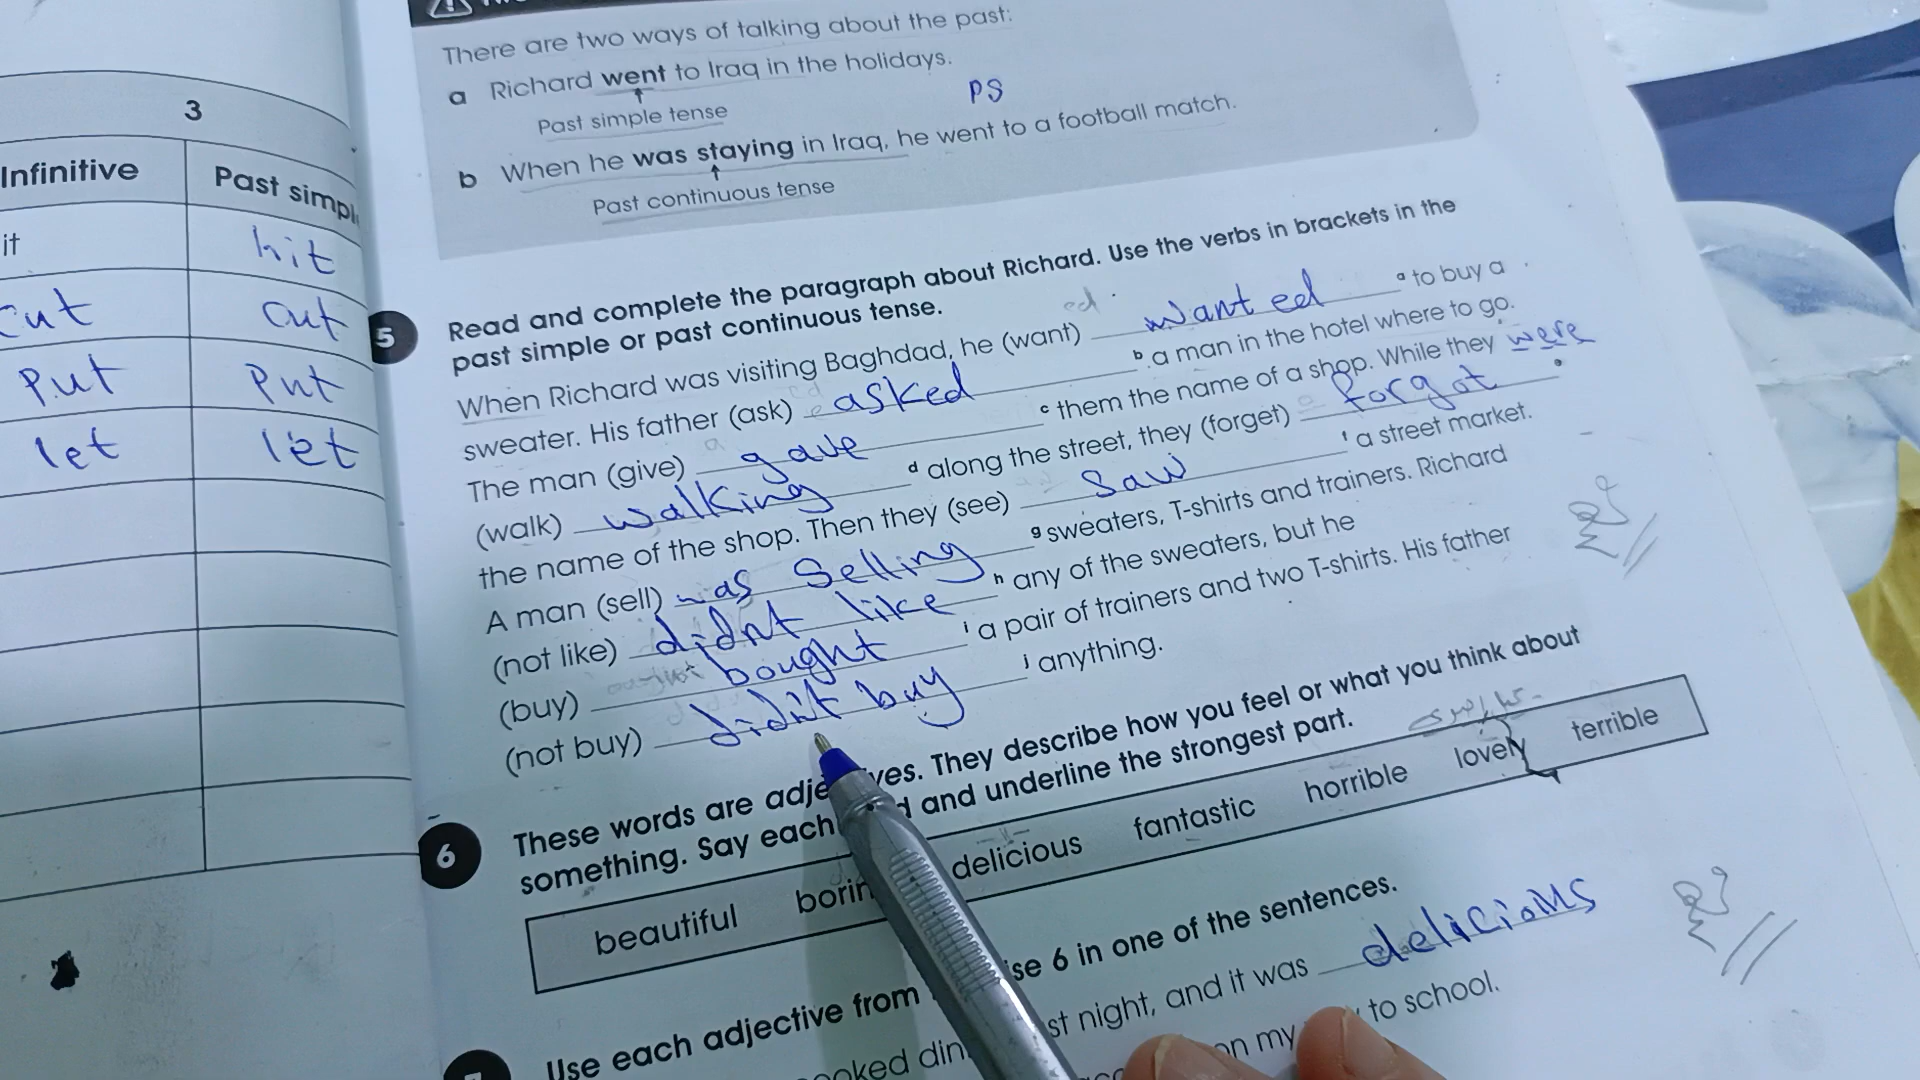 There are two ways of talking about the past:
a Richard went to Iraq in the holidays.
Past simple tense
PS
b When he was staying in Iraq, he went to a football match.
Past continuous tense
3
Infinitive Past simpl
it hit
cut cut
put put
let let
5 Read and complete the paragraph about Richard. Use the verbs in brackets in the
past simple or past continuous tense.
ed
When Richard was visiting Baghdad, he (want) wanted a to buy a
sweater. His father (ask) asked b a man in the hotel where to go.
The man (give) gave c them the name of a shop. While they were
(walk) walking d along the street, they (forget) forgot e
the name of the shop. Then they (see) saw f a street market.
A man (sell) was selling g sweaters, T-shirts and trainers. Richard
(not like) didnt like h any of the sweaters, but he
(buy) bought i a pair of trainers and two T-shirts. His father
(not buy) didn't buy j anything.
6 These words are adje ves. They describe how you feel or what you think about
something. Say each d and underline the strongest part.
beautiful borin delicious fantastic horrible lovely terrible
Use each adjective from se 6 in one of the sentences.
ooked din st night, and it was delicious
on my to school.